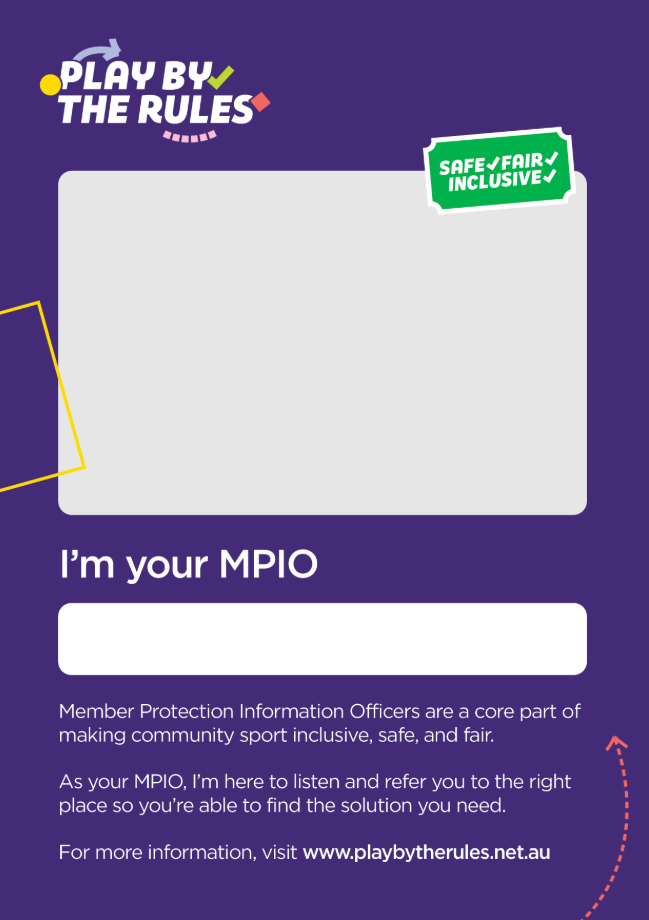 PLAY BY
THE RULES
SAFE FAIR
INCLUSIVE
I’m your MPIO
Member Protection Information Officers are a core part of
making community sport inclusive, safe, and fair.
As your MPIO, I’m here to listen and refer you to the right
place so you’re able to find the solution you need.
For more information, visit www.playbytherules.net.au